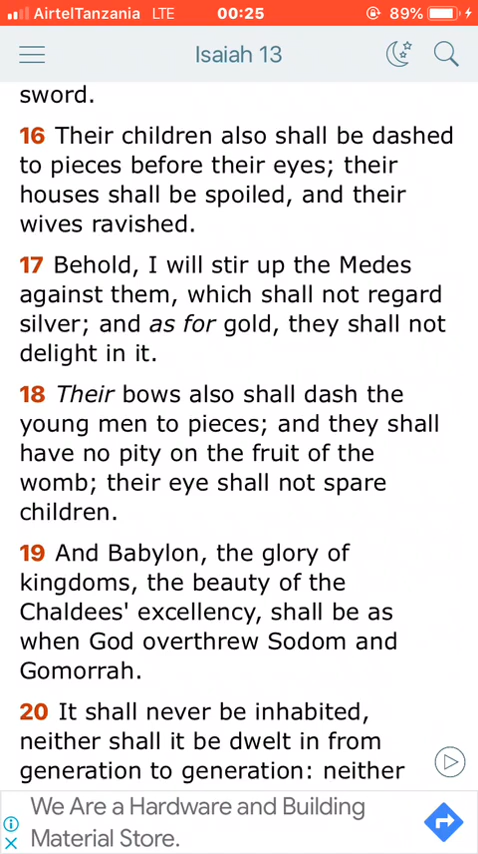 AirtelTanzania LTE 00:25 89%
Isaiah 13
sword.
16 Their children also shall be dashed
to pieces before their eyes; their
houses shall be spoiled, and their
wives ravished.
17 Behold, I will stir up the Medes
against them, which shall not regard
silver; and as for gold, they shall not
delight in it.
18 Their bows also shall dash the
young men to pieces; and they shall
have no pity on the fruit of the
womb; their eye shall not spare
children.
19 And Babylon, the glory of
kingdoms, the beauty of the
Chaldees' excellency, shall be as
when God overthrew Sodom and
Gomorrah.
20 It shall never be inhabited,
neither shall it be dwelt in from
generation to generation: neither
We Are a Hardware and Building
Material Store.